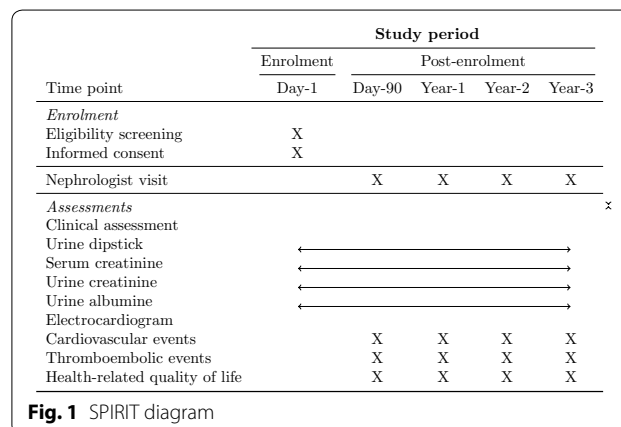 Study period
Enrolment Post-enrolment
Time point Day-1 Day-90 Year-1 Year-2 Year-3
Enrolment
Eligibility screening X
Informed consent X
Nephrologist visit X X X X
Assessments
Clinical assessment
Urine dipstick
Serum creatinine
Urine creatinine
Urine albumine
Electrocardiogram
Cardiovascular events X X X X
Thromboembolic events X X X X
Health-related quality of life X X X X
Fig. 1 SPIRIT diagram